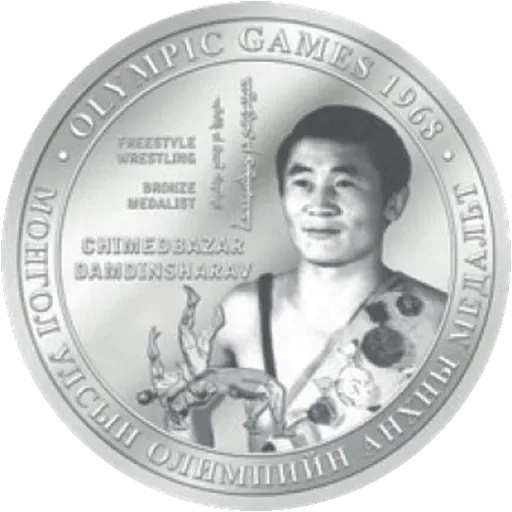 OLYMPIC GAMES 1968
FREESTYLE
WRESTLING
BRONZE
MEDALIST
CHIMEDBAZAR
DAMDINSHARAV
МОНГОЛ УЛСЫН ОЛИМПИЙН АНХНЫ МЕДАЛЬТ